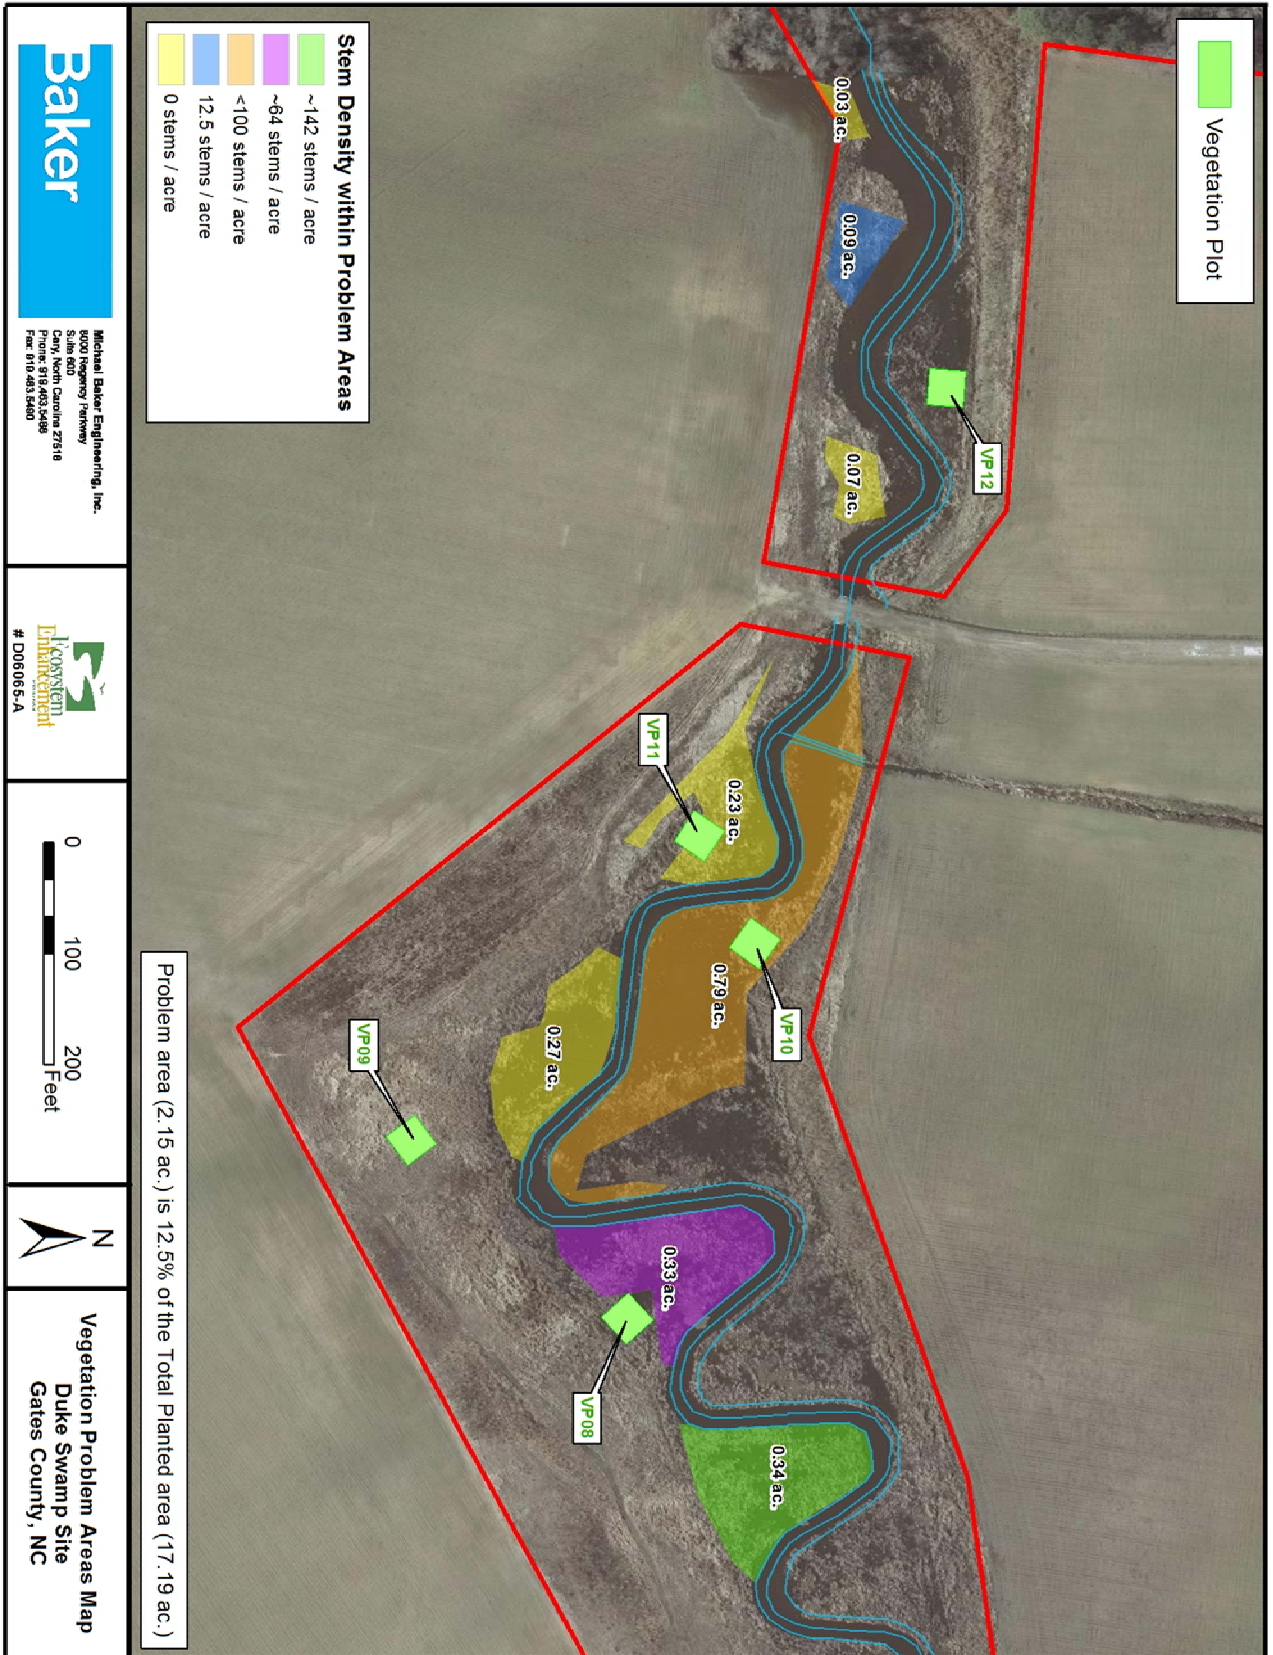 Vegetation Plot
0.03 ac.
0.09 ac.
VP12
0.07 ac.
VP11
0.23 ac.
VP10
0.79 ac.
0.27 ac.
VP09
0.33 ac.
VP08
0.34 ac.
Stem Density within Problem Areas
~142 stems / acre
~64 stems / acre
<100 stems / acre
12.5 stems / acre
0 stems / acre
Problem area (2.15 ac.) is 12.5% of the Total Planted area (17.19 ac.)
Baker
Michael Baker Engineering, Inc.
8000 Regency Parkway
Suite 600
Cary, North Carolina 27518
Phone: 919.463.5488
Fax: 919.463.5490
Ecosystem
Enhancement
# D06065-A
0 100 200
Feet
N
Vegetation Problem Areas Map
Duke Swamp Site
Gates County, NC